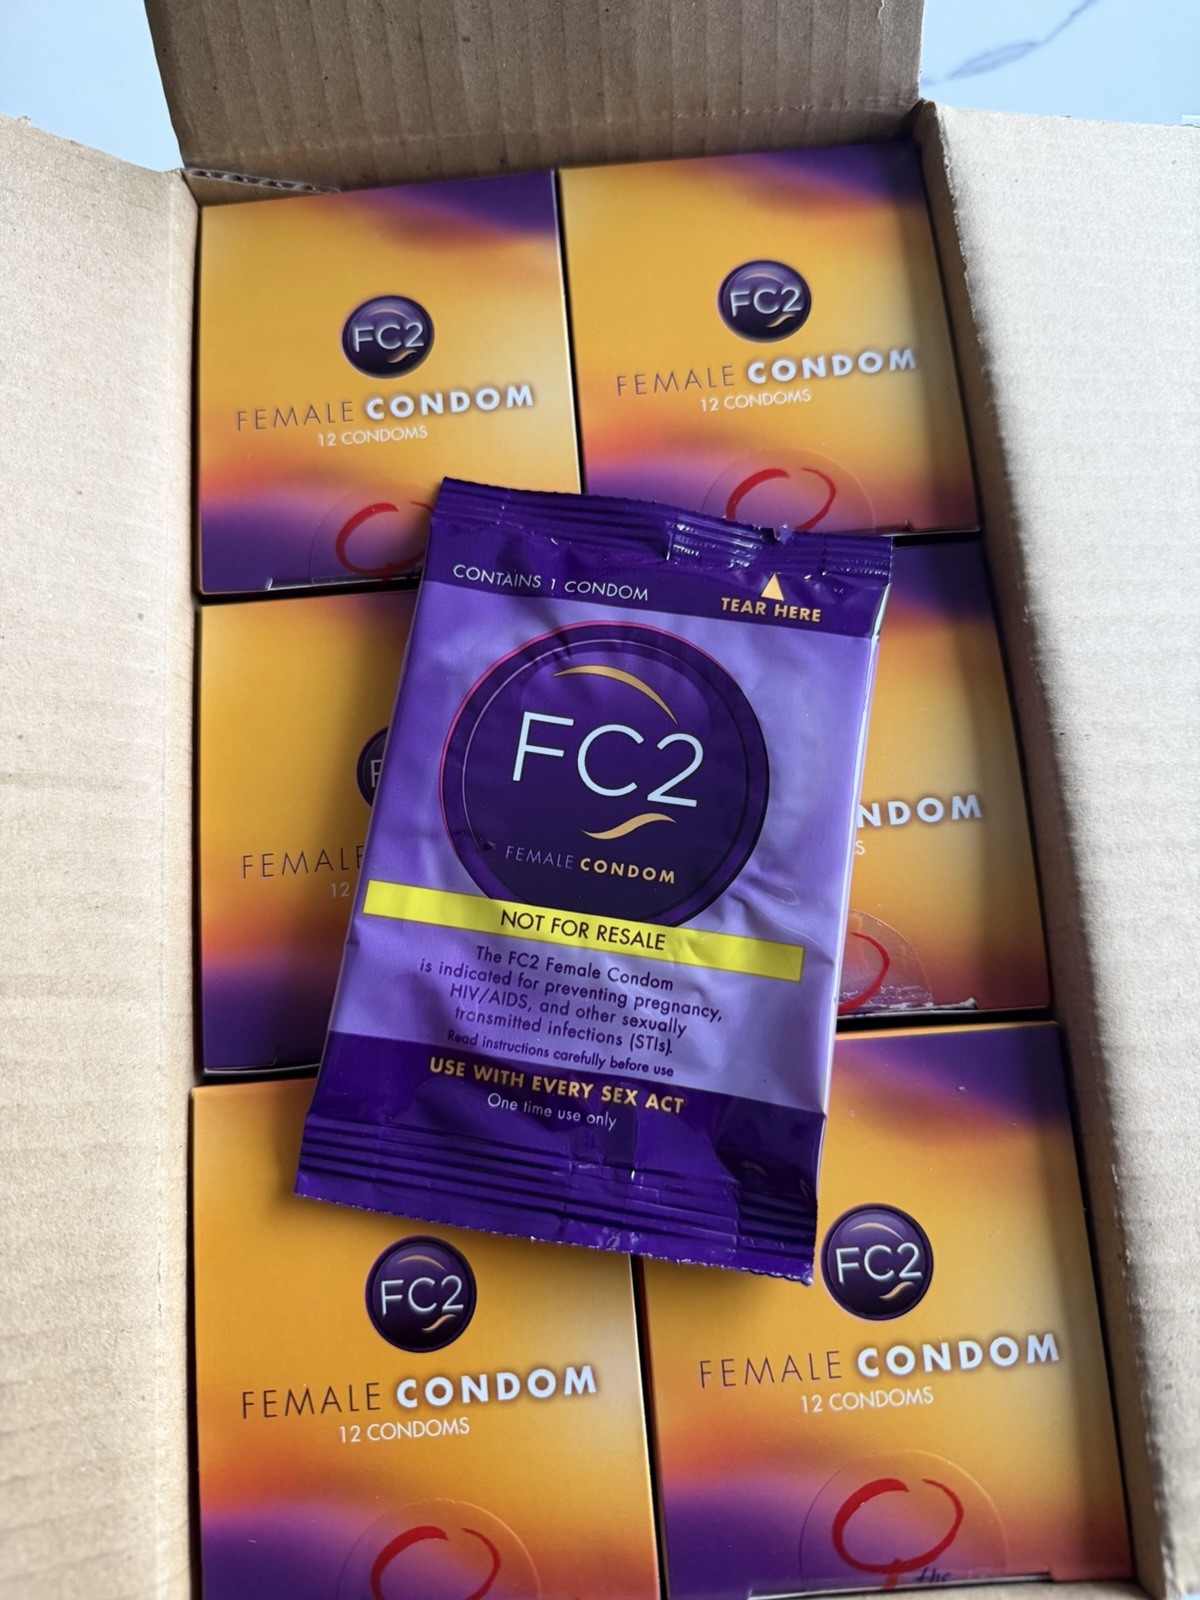 FC2
FEMALE CONDOM
12 CONDOMS
FC2
FEMALE CONDOM
12 CONDOMS
CONTAINS 1 CONDOM
TEAR HERE
FC2
FEMALE CONDOM
NOT FOR RESALE
The FC2 Female Condom
is indicated for preventing pregnancy,
HIV/AIDS, and other sexually
transmitted infections (STIs).
Read instructions carefully before use
USE WITH EVERY SEX ACT
One time use only
F
FEMALE
12
NDOM
S
FC2
FEMALE CONDOM
12 CONDOMS
FC2
FEMALE CONDOM
12 CONDOMS
the